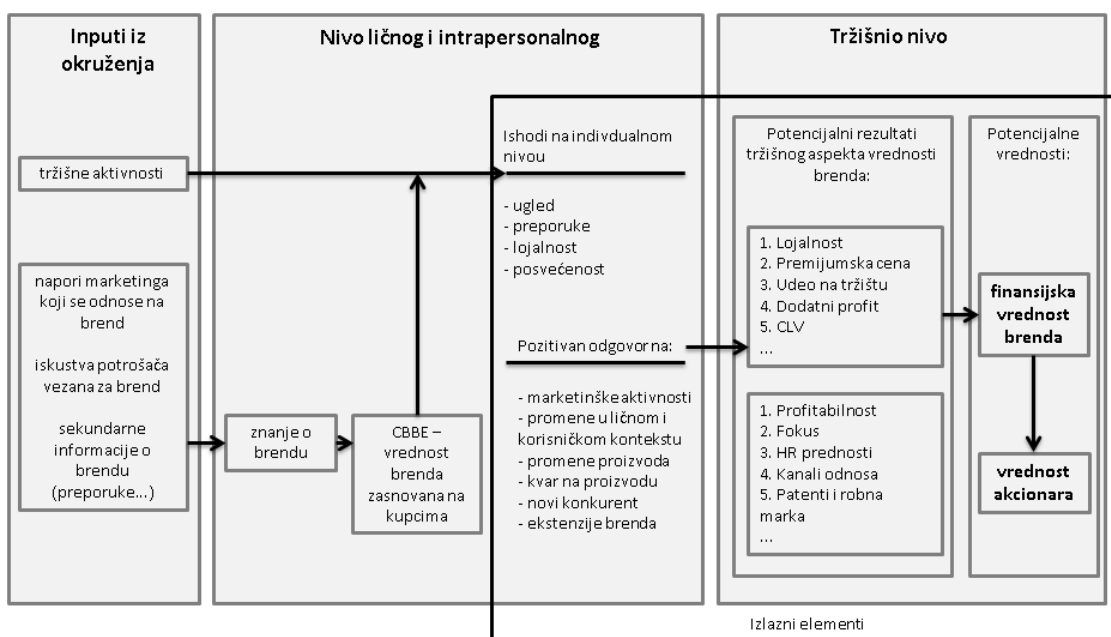 Inputi iz
okruženja
tržišne aktivnosti
napori marketinga
koji se odnose na
brend
iskustva potrošača
vezana za brend
sekundarne
informacije o
brendu
(preporuke...)
Nivo ličnog i intrapersonalnog
znanje o
brendu
CBBE –
vrednost
brenda
zasnovana na
kupcima
Ishodi na indivdualnom
nivou
- ugled
- preporuke
- lojalnost
- posvećenost
Pozitivan odgovor na:
- marketinške aktivnosti
- promene u ličnom i
korisničkom kontekstu
- promene proizvoda
- kvar na proizvodu
- novi konkurent
- ekstenzije brenda
Tržišnio nivo
Potencijalni rezultati
tržišnog aspekta vrednosti
brenda:
1. Lojalnost
2. Premijumska cena
3. Udeo na tržištu
4. Dodatni profit
5. CLV
...
1. Profitabilnost
2. Fokus
3. HR prednosti
4. Kanali odnosa
5. Patenti i robna
marka
...
Potencijalne
vrednosti:
finansijska
vrednost
brenda
vrednost
akcionara
Izlazni elementi